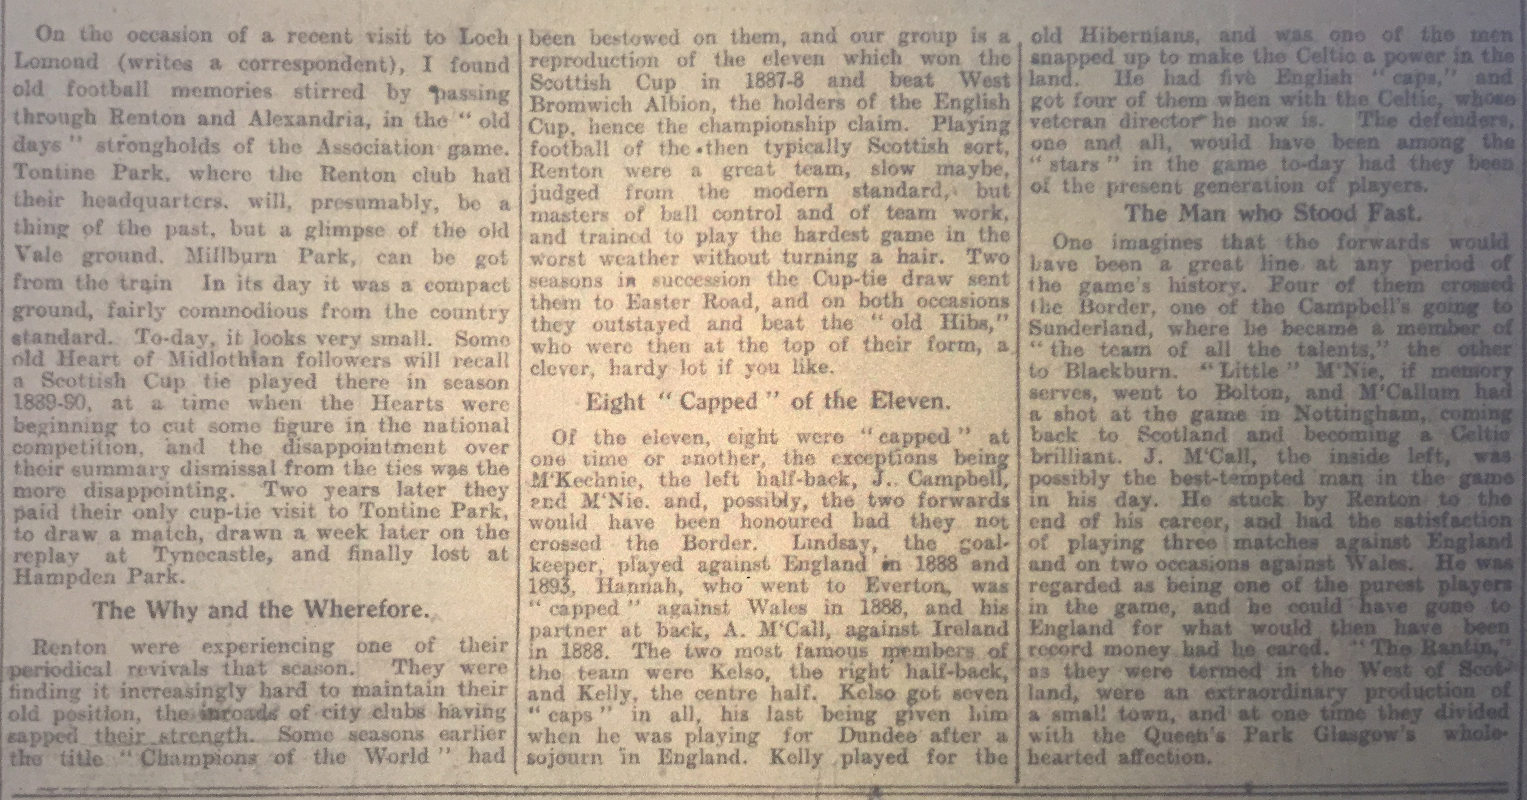 On the occasion of a recent visit to Loch
Lomond (writes a correspondent), I found
old football memories stirred by passing
through Renton and Alexandria, in the "old
days" strongholds of the Association game.
Tontine Park, where the Renton club had
their headquarters, will, presumably, be a
thing of the past, but a glimpse of the old
Vale ground, Millburn Park, can be got
from the train In its day it was a compact
ground, fairly commodious from the country
standard. To-day, it looks very small. Some
old Heart of Midlothian followers will recall
a Scottish Cup tie played there in season
1889-90, at a time when the Hearts were
beginning to cut some figure in the national
competition, and the disappointment over
their summary dismissal from the ties was the
more disappointing. Two years later they
paid their only cup-tie visit to Tontine Park,
to draw a match, drawn a week later on the
replay at Tynecastle, and finally lost at
Hampden Park.
The Why and the Wherefore.
Renton were experiencing one of their
periodical revivals that season. They were
finding it increasingly hard to maintain their
old position, the inroads of city clubs having
sapped their strength. Some seasons earlier
the title "Champions of the World" had
been bestowed on them, and our group is a
reproduction of the eleven which won the
Scottish Cup in 1887-8 and beat West
Bromwich Albion, the holders of the English
Cup, hence the championship claim. Playing
football of the then typically Scottish sort,
Renton were a great team, slow maybe,
judged from the modern standard, but
masters of ball control and of team work,
and trained to play the hardest game in the
worst weather without turning a hair. Two
seasons in succession the Cup-tie draw sent
them to Easter Road, and on both occasions
they outstayed and beat the "old Hibs,"
who were then at the top of their form, a
clever, hardy lot if you like.
Eight "Capped" of the Eleven.
Of the eleven, eight were "capped" at
one time or another, the exceptions being
M'Kechnie, the left half-back, J. Campbell,
and M'Nie. and, possibly, the two forwards
would have been honoured had they not
crossed the Border. Lindsay, the goal-
keeper, played against England in 1888 and
1893, Hannah, who went to Everton, was
"capped" against Wales in 1888, and his
partner at back, A. M'Call, against Ireland
in 1888. The two most famous members of
the team were Kelso, the right half-back,
and Kelly, the centre half. Kelso got seven
"caps" in all, his last being given him
when he was playing for Dundee after a
sojourn in England. Kelly played for the
old Hibernians, and was one of the men
snapped up to make the Celtic a power in the
land. He had five English "caps," and
got four of them when with the Celtic, whose
veteran director he now is. The defenders,
one and all, would have been among the
"stars" in the game to-day had they been
of the present generation of players.
The Man who Stood Fast.
One imagines that the forwards would
have been a great line at any period of
the game's history. Four of them crossed
the Border, one of the Campbell's going to
Sunderland, where he became a member of
"the team of all the talents," the other
to Blackburn. "Little" M'Nie, if memory
serves, went to Bolton, and M'Callum had
a shot at the game in Nottingham, coming
back to Scotland and becoming a Celtic
brilliant. J. M'Call, the inside left, was
possibly the best-tempted man in the game
in his day. He stuck by Renton to the
end of his career, and had the satisfaction
of playing three matches against England
and on two occasions against Wales. He was
regarded as being one of the purest players
in the game, and he could have gone to
England for what would then have been
record money had he cared. "The Rantin,"
as they were termed in the West of Scot-
land, were an extraordinary production of
a small town, and at one time they divided
with the Queen's Park Glasgow's whole-
hearted affection.